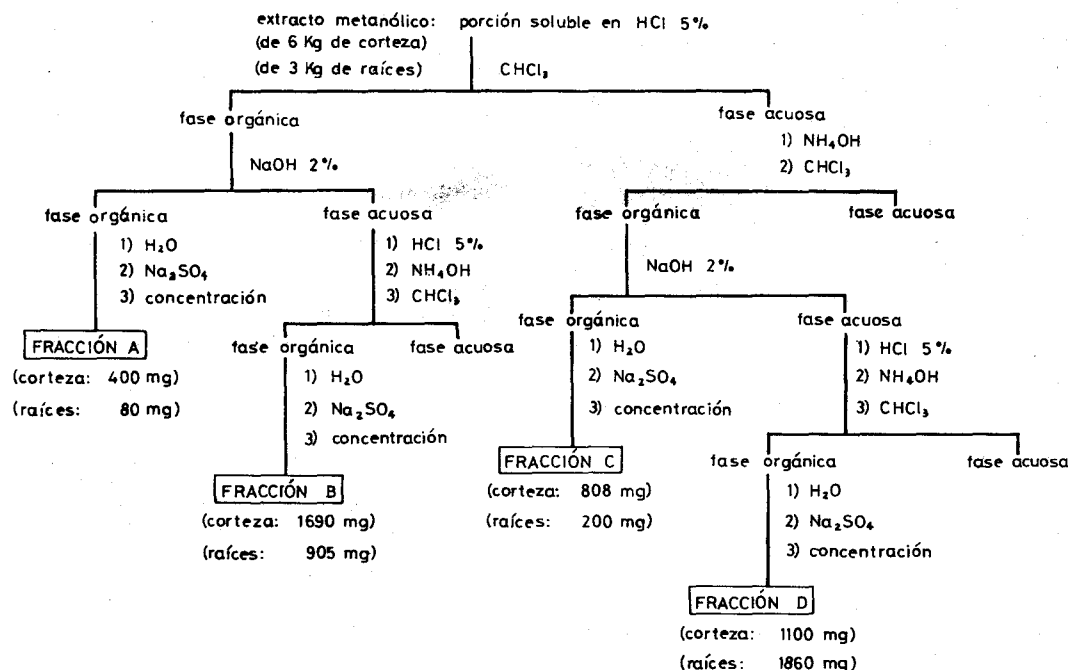 extracto metanólico: porción soluble en HCl 5%
(de 6 Kg de corteza)
(de 3 Kg de raíces)
CHCl₃
fase orgánica
fase acuosa
1) NH₄OH
2) CHCl₃
NaOH 2%
fase orgánica
fase acuosa
1) H₂O
2) Na₂SO₄
3) concentración
1) HCl 5%
2) NH₄OH
3) CHCl₃
FRACCIÓN A
(corteza: 400 mg)
(raíces: 80 mg)
fase orgánica
fase acuosa
1) H₂O
2) Na₂SO₄
3) concentración
FRACCIÓN B
(corteza: 1690 mg)
(raíces: 905 mg)
fase orgánica
fase acuosa
NaOH 2%
fase orgánica
fase acuosa
1) H₂O
2) Na₂SO₄
3) concentración
1) HCl 5%
2) NH₄OH
3) CHCl₃
FRACCIÓN C
(corteza: 808 mg)
(raíces: 200 mg)
fase orgánica
fase acuosa
1) H₂O
2) Na₂SO₄
3) concentración
FRACCIÓN D
(corteza: 1100 mg)
(raíces: 1860 mg)